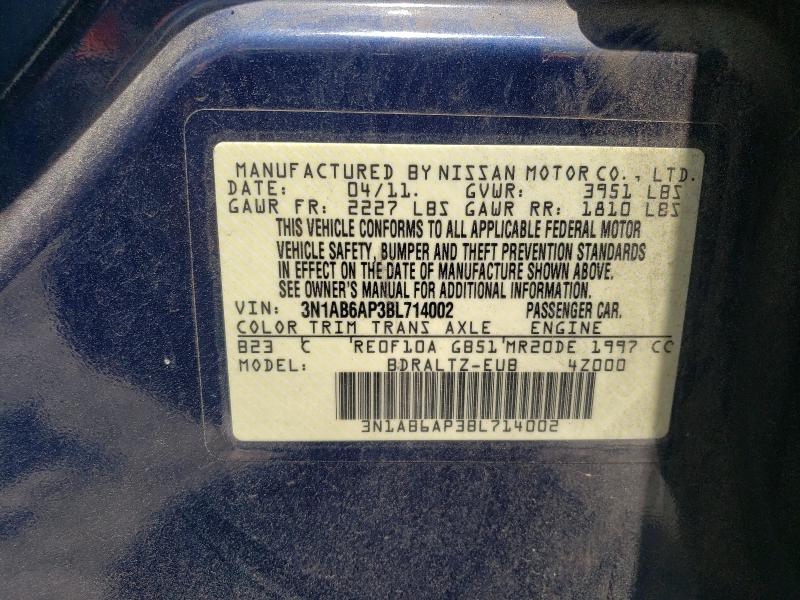 MANUFACTURED BY NISSAN MOTOR CO., LTD.
DATE: 04/11. GVWR: 3951 LBS
GAWR FR: 2227 LBS GAWR RR: 1810 LBS
THIS VEHICLE CONFORMS TO ALL APPLICABLE FEDERAL MOTOR
VEHICLE SAFETY, BUMPER AND THEFT PREVENTION STANDARDS
IN EFFECT ON THE DATE OF MANUFACTURE SHOWN ABOVE.
SEE OWNER'S MANUAL FOR ADDITIONAL INFORMATION.
VIN: 3N1AB6AP3BL714002 PASSENGER CAR.
COLOR TRIM TRANS AXLE ENGINE
B23 C RE0F10A GB51 MR20DE 1997 CC
MODEL: BDRALTZ-EUB 4Z000
3N1AB6AP3BL714002